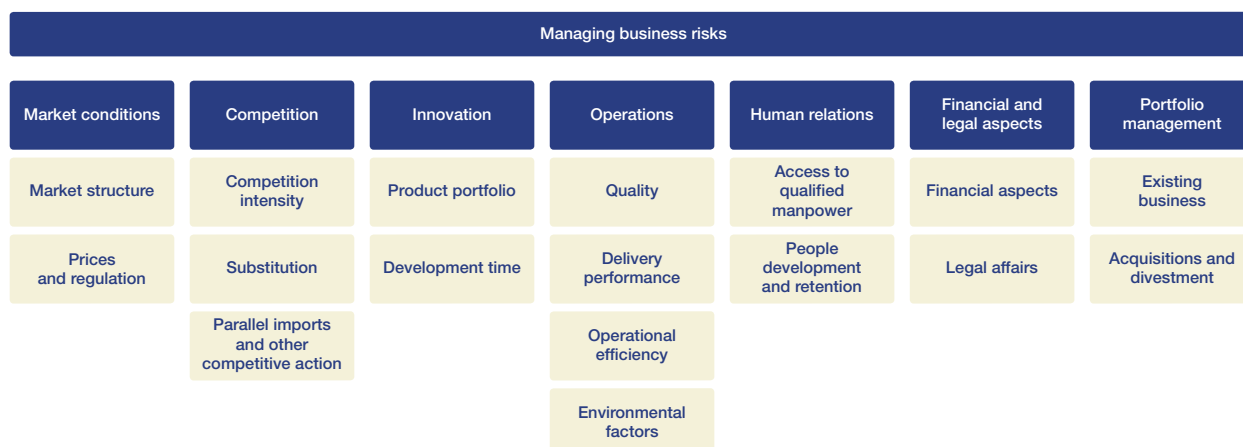 Managing business risks
Market conditions
Competition
Innovation
Operations
Human relations
Financial and
legal aspects
Portfolio
management
Market structure
Competition
intensity
Product portfolio
Quality
Access to
qualified
manpower
Financial aspects
Existing
business
Prices
and regulation
Substitution
Development time
Delivery
performance
People
development
and retention
Legal affairs
Acquisitions and
divestment
Parallel imports
and other
competitive action
Operational
efficiency
Environmental
factors